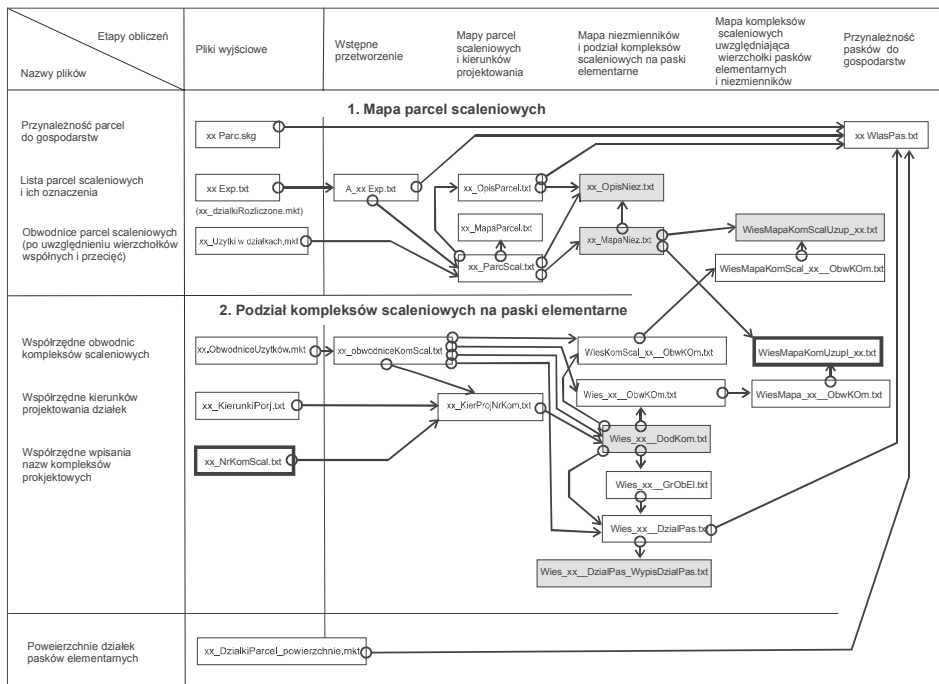 Etapy obliczeń
Nazwy plików
Pliki wyjściowe
Wstępne
przetworzenie
Mapy parcel
scaleniowych
i kierunków
projektowania
Mapa niezmienników
i podział kompleksów
scaleniowych na paski
elementarne
Mapa kompleksów
scaleniowych
uwzględniająca
wierzchołki pasków
elementarnych
i niezmienników
Przynależność
pasków do
gospodarstw
1. Mapa parcel scaleniowych
Przynależność parcel
do gospodarstw
xx Parc.skg
xx WlasPas.txt
Lista parcel scaleniowych
i ich oznaczenia
xx Exp.txt
(xx_dzialkiRozliczone.mkt)
A_xx Exp.txt
xx_OpisParcel.txt
xx_OpisNiez.txt
Obwodnice parcel scaleniowych
(po uwzględnieniu wierzchołków
wspólnych i przecięć)
xx_Uzytki w działkach,mkt
xx_MapaParcel.txt
xx_ParcScal.txt
xx_MapaNiez.txt
WiesMapaKomScalUzup_xx.txt
WiesMapaKomScal_xx__ObwKOm.txt
2. Podział kompleksów scaleniowych na paski elementarne
Współrzędne obwodnic
kompleksów scaleniowych
xx.ObwodniceUzytków.mkt
xx_obwodniceKomScal.txt
WiesKomScal_xx__ObwKOm.txt
WiesMapaKomUzupl_xx.txt
Współrzędne kierunków
projektowania działek
xx_KierunkiPorj.txt
xx_KierProjNrKom.txt
Wies_xx__ObwKOm.txt
WiesMapa_xx__ObwKOm.txt
Współrzędne wpisania
nazw kompleksów
prokjektowych
xx_NrKomScal.txt
Wies_xx__DodKom.txt
Wies_xx__GrObEl.txt
Wies_xx__DzialPas.txt
Wies_xx__DzialPas_WypisDzialPas.txt
Poweierzchnie działek
pasków elementarnych
xx_DzialkiParcel_powierzchnie,mkt